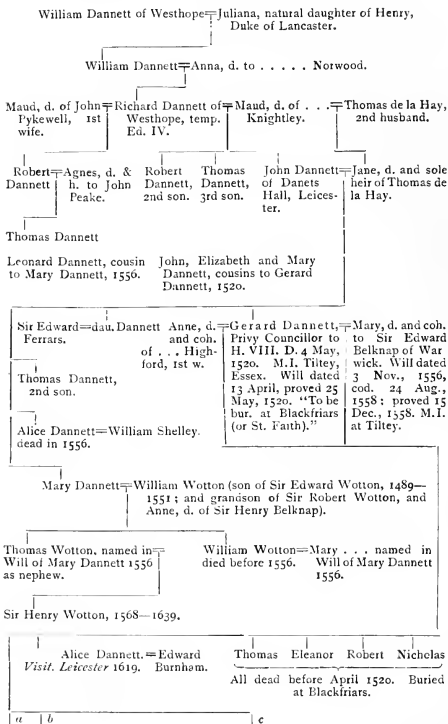 William Dannett of Westhope=Juliana, natural daughter of Henry,
Duke of Lancaster.
William Dannett=Anna, d. to . . . . . Norwood.
Maud, d. of John=Richard Dannett of=Maud, d. of . . .=Thomas de la Hay,
Pykewell, 1st Westhope, temp. Knightley. 2nd husband.
wife. Ed. IV.
Robert=Agnes, d. & Robert Thomas John Dannett=Jane, d. and sole
Dannett h. to John Dannett, Dannett, of Danets heir of Thomas de
Peake. 2nd son. 3rd son. Hall, Leices- la Hay.
ter.
Thomas Dannett
Leonard Dannett, cousin John, Elizabeth and Mary
to Mary Dannett, 1556. Dannett, cousins to Gerard
Dannett, 1520.
Sir Edward=dau. Dannett Anne, d.=Gerard Dannett,=Mary, d. and coh.
Ferrars. and coh. Privy Councillor to to Sir Edward
of . . . High- H. VIII. D. 4 May, Belknap of War
ford, 1st w. 1520. M.I. Tiltey, wick. Will dated
Thomas Dannett, Essex. Will dated 3 Nov., 1556,
2nd son. 13 April, proved 25 cod. 24 Aug.,
May, 1520. "To be 1558; proved 15
Alice Dannett=William Shelley. bur. at Blackfriars Dec., 1558. M.I.
dead in 1556. (or St. Faith)." at Tiltey.
Mary Dannett=William Wotton (son of Sir Edward Wotton, 1489—
1551; and grandson of Sir Robert Wotton, and
Anne, d. of Sir Henry Belknap).
Thomas Wotton, named in= William Wotton=Mary . . . named in
Will of Mary Dannett 1556 died before 1556. Will of Mary Dannett
as nephew. 1556.
Sir Henry Wotton, 1568—1639.
Alice Dannett.=Edward Thomas Eleanor Robert Nicholas
Visit. Leicester 1619. Burnham.
All dead before April 1520. Buried
at Blackfriars.
a b c